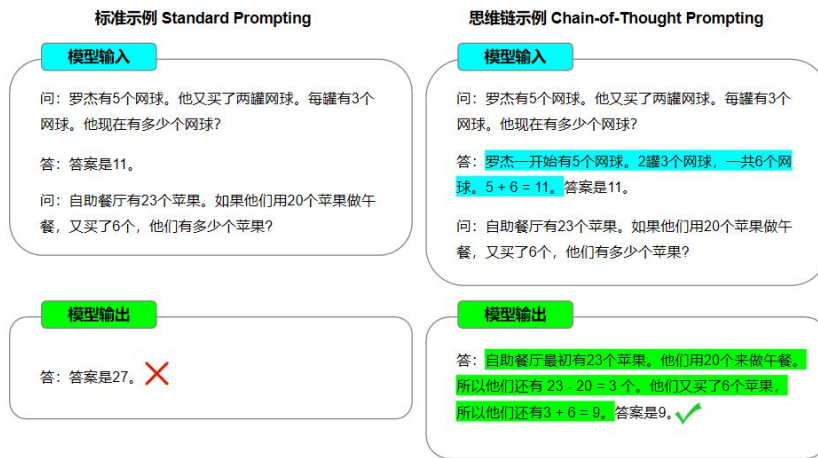 标准示例 Standard Prompting
模型输入
问：罗杰有5个网球。他又买了两罐网球。每罐有3个
网球。他现在有多少个网球？
答：答案是11。
问：自助餐厅有23个苹果。如果他们用20个苹果做午
餐，又买了6个，他们有多少个苹果？
模型输出
答：答案是27。
思维链示例 Chain-of-Thought Prompting
模型输入
问：罗杰有5个网球。他又买了两罐网球。每罐有3个
网球。他现在有多少个网球？
答：罗杰一开始有5个网球。2罐3个网球，一共6个网
球。5 + 6 = 11。答案是11。
问：自助餐厅有23个苹果。如果他们用20个苹果做午
餐，又买了6个，他们有多少个苹果？
模型输出
答：自助餐厅最初有23个苹果。他们用20个来做午餐。
所以他们还有 23 - 20 = 3 个。他们又买了6个苹果，
所以他们还有3 + 6 = 9。答案是9。